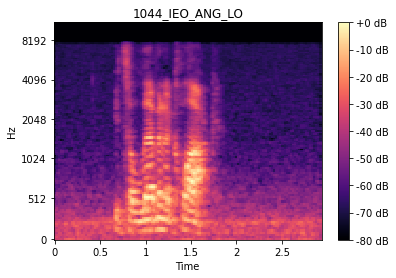 1044_IEO_ANG_LO
8192
4096
2048
1024
512
0
Hz
0
0.5
1
1.5
2
2.5
Time
+0 dB
-10 dB
-20 dB
-30 dB
-40 dB
-50 dB
-60 dB
-70 dB
-80 dB